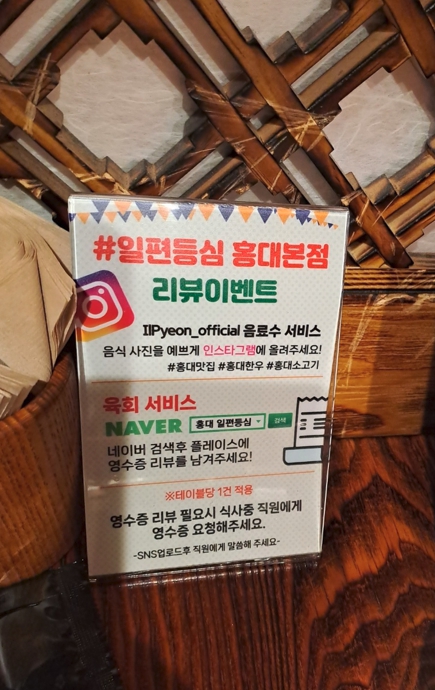 #일편등심 홍대본점
리뷰이벤트
IlPyeon_official 음료수 서비스
음식 사진을 예쁘게 인스타그램에 올려주세요!
#홍대맛집 #홍대한우 #홍대소고기
육회 서비스
NAVER 홍대 일편등심 검색
네이버 검색후 플레이스에
영수증 리뷰를 남겨주세요!
※테이블당 1건 적용
영수증 리뷰 필요시 식사중 직원에게
영수증 요청해주세요.
-SNS업로드후 직원에게 말씀해 주세요-